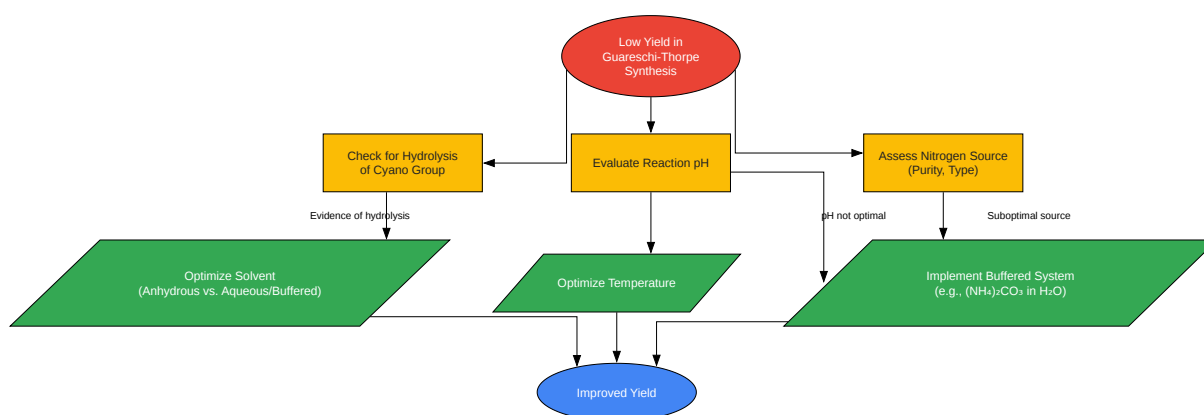 Low Yield in
Guareschi-Thorpe
Synthesis
Check for Hydrolysis
of Cyano Group
Evaluate Reaction pH
Assess Nitrogen Source
(Purity, Type)
Evidence of hydrolysis
pH not optimal
Suboptimal source
Optimize Solvent
(Anhydrous vs. Aqueous/Buffered)
Optimize Temperature
Implement Buffered System
(e.g., (NH₄)₂CO₃ in H₂O)
Improved Yield